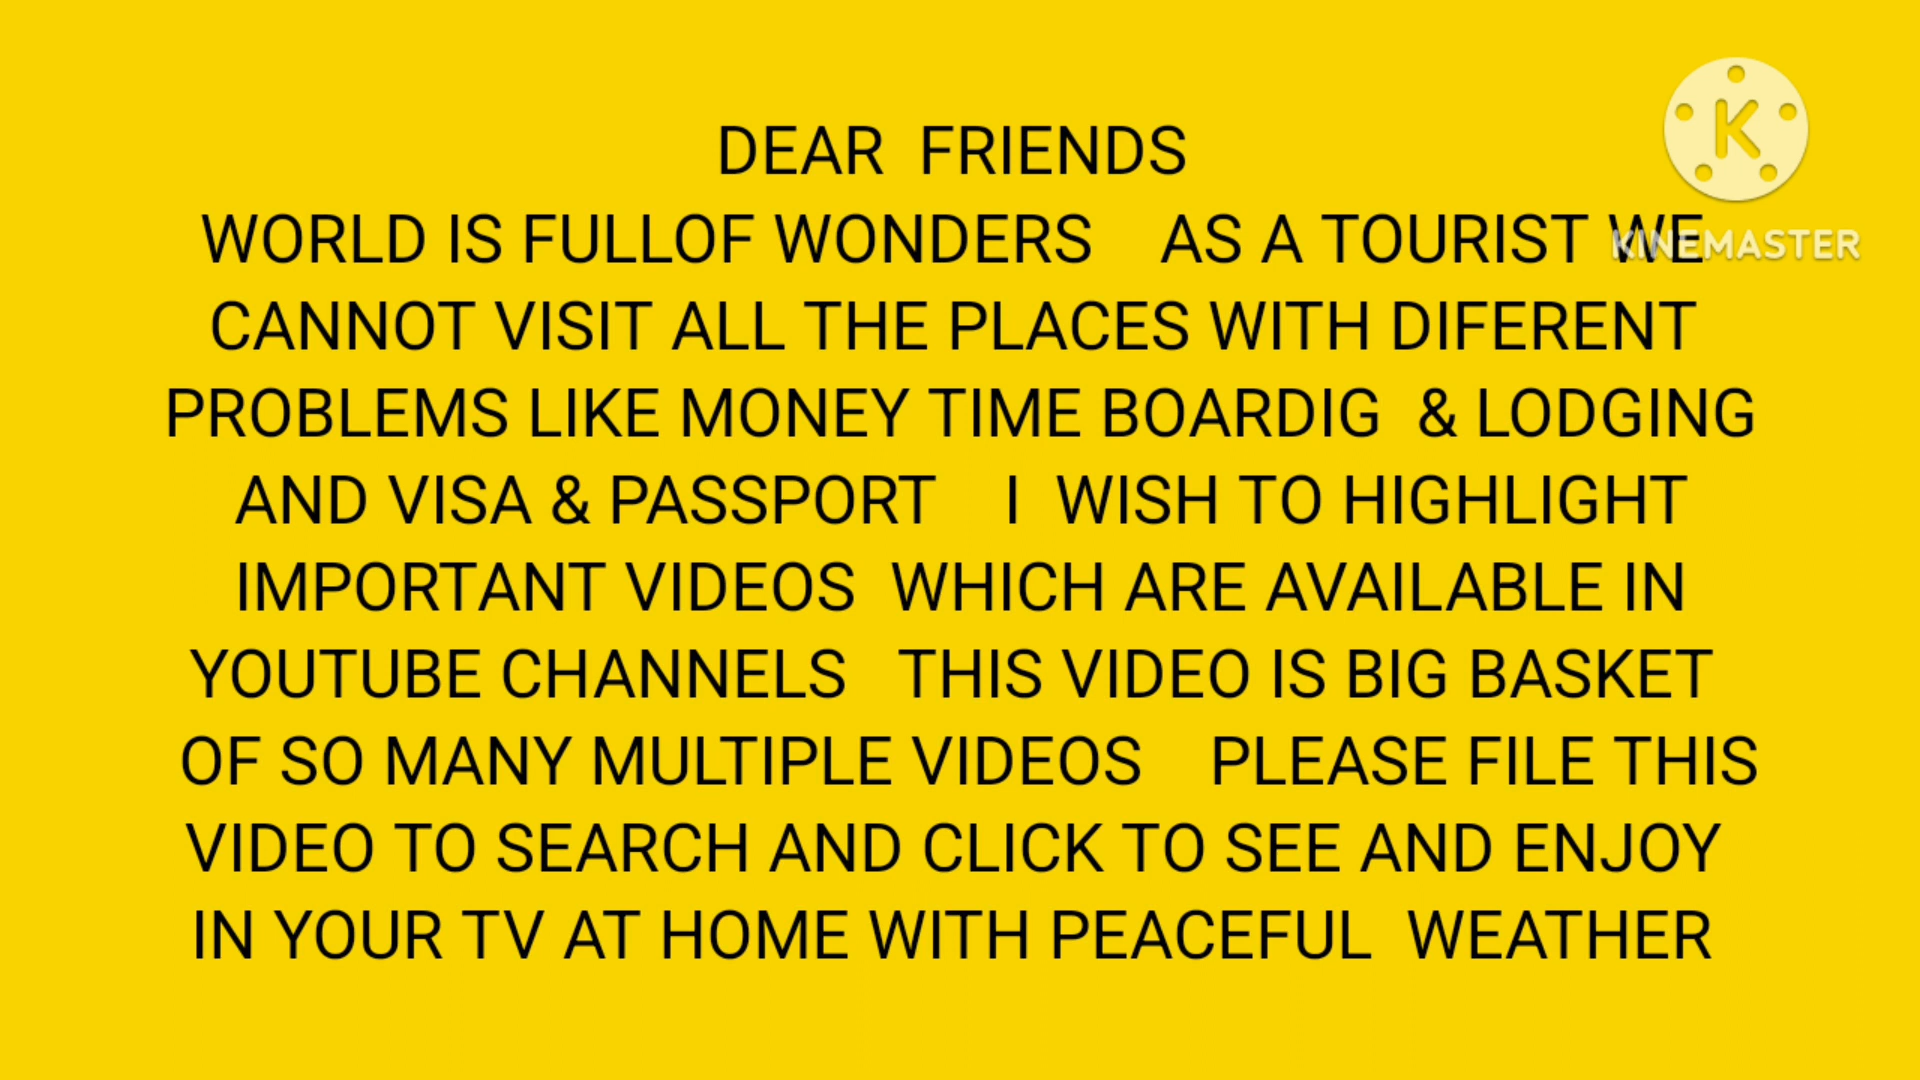 DEAR  FRIENDS
WORLD IS FULLOF WONDERS    AS A TOURIST WE
CANNOT VISIT ALL THE PLACES WITH DIFERENT
PROBLEMS LIKE MONEY TIME BOARDIG  & LODGING
AND VISA & PASSPORT    I  WISH TO HIGHLIGHT
IMPORTANT VIDEOS  WHICH ARE AVAILABLE IN
YOUTUBE CHANNELS   THIS VIDEO IS BIG BASKET
OF SO MANY MULTIPLE VIDEOS    PLEASE FILE THIS
VIDEO TO SEARCH AND CLICK TO SEE AND ENJOY
IN YOUR TV AT HOME WITH PEACEFUL  WEATHER
K
KINEMASTER